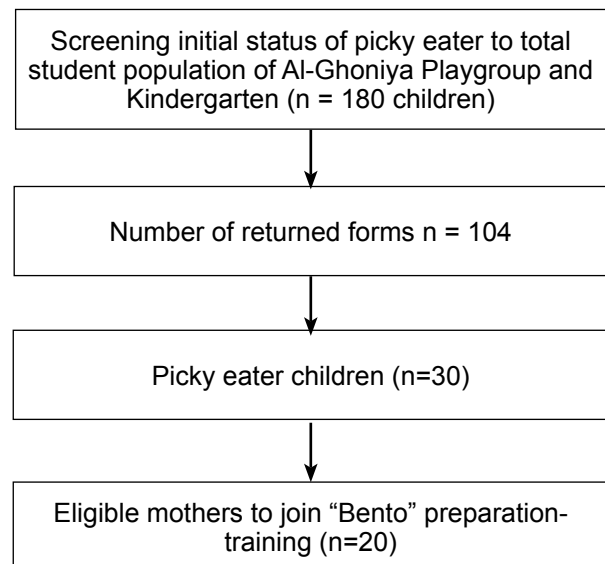 Screening initial status of picky eater to total
student population of Al-Ghoniya Playgroup and
Kindergarten (n = 180 children)
Number of returned forms n = 104
Picky eater children (n=30)
Eligible mothers to join “Bento” preparation-
training (n=20)